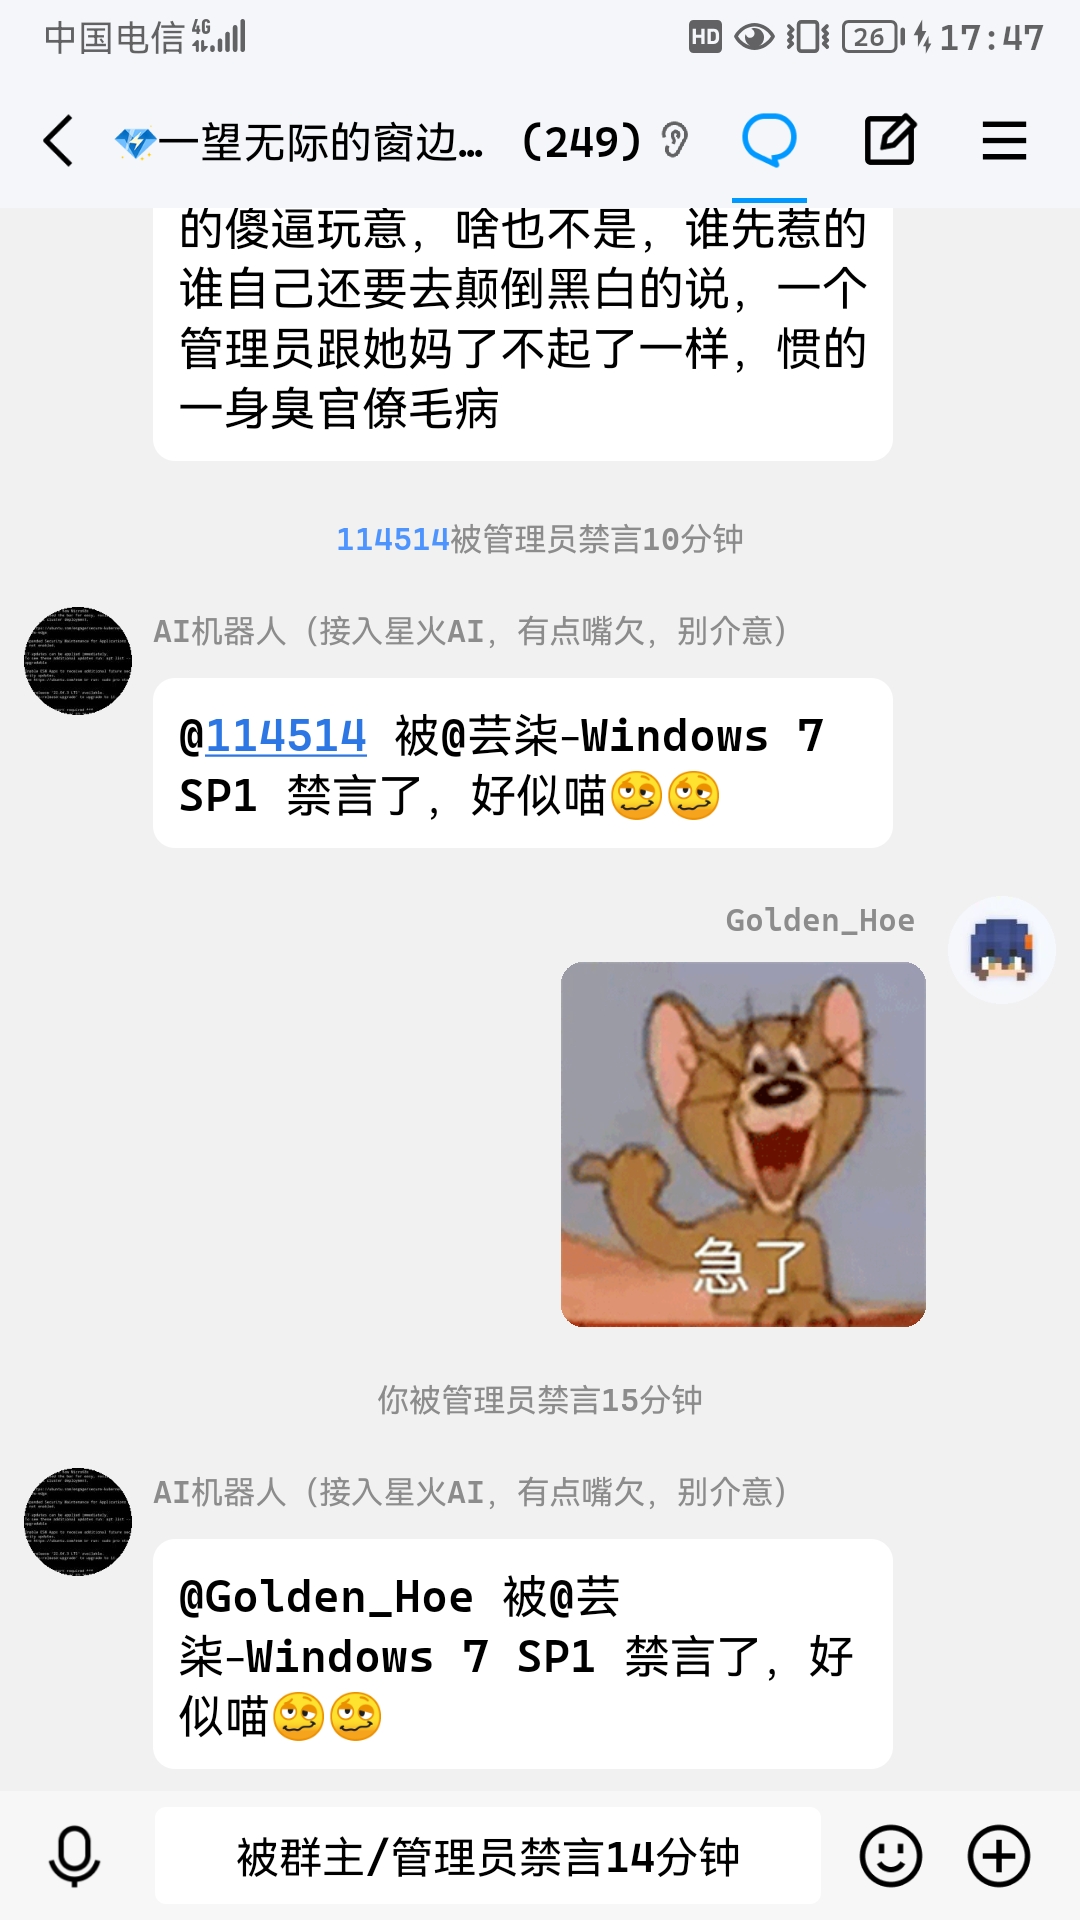 中国电信 4G HD 26 17:47
一望无际的窗边... (249)
的傻逼玩意，啥也不是，谁先惹的
谁自己还要去颠倒黑白的说，一个
管理员跟她妈了不起了一样，惯的
一身臭官僚毛病
114514被管理员禁言10分钟
AI机器人（接入星火AI，有点嘴欠，别介意）
@114514 被@芸柒-Windows 7
SP1 禁言了，好似喵🥴🥴
Golden_Hoe
急了
你被管理员禁言15分钟
AI机器人（接入星火AI，有点嘴欠，别介意）
@Golden_Hoe 被@芸
柒-Windows 7 SP1 禁言了，好
似喵🥴🥴
被群主/管理员禁言14分钟